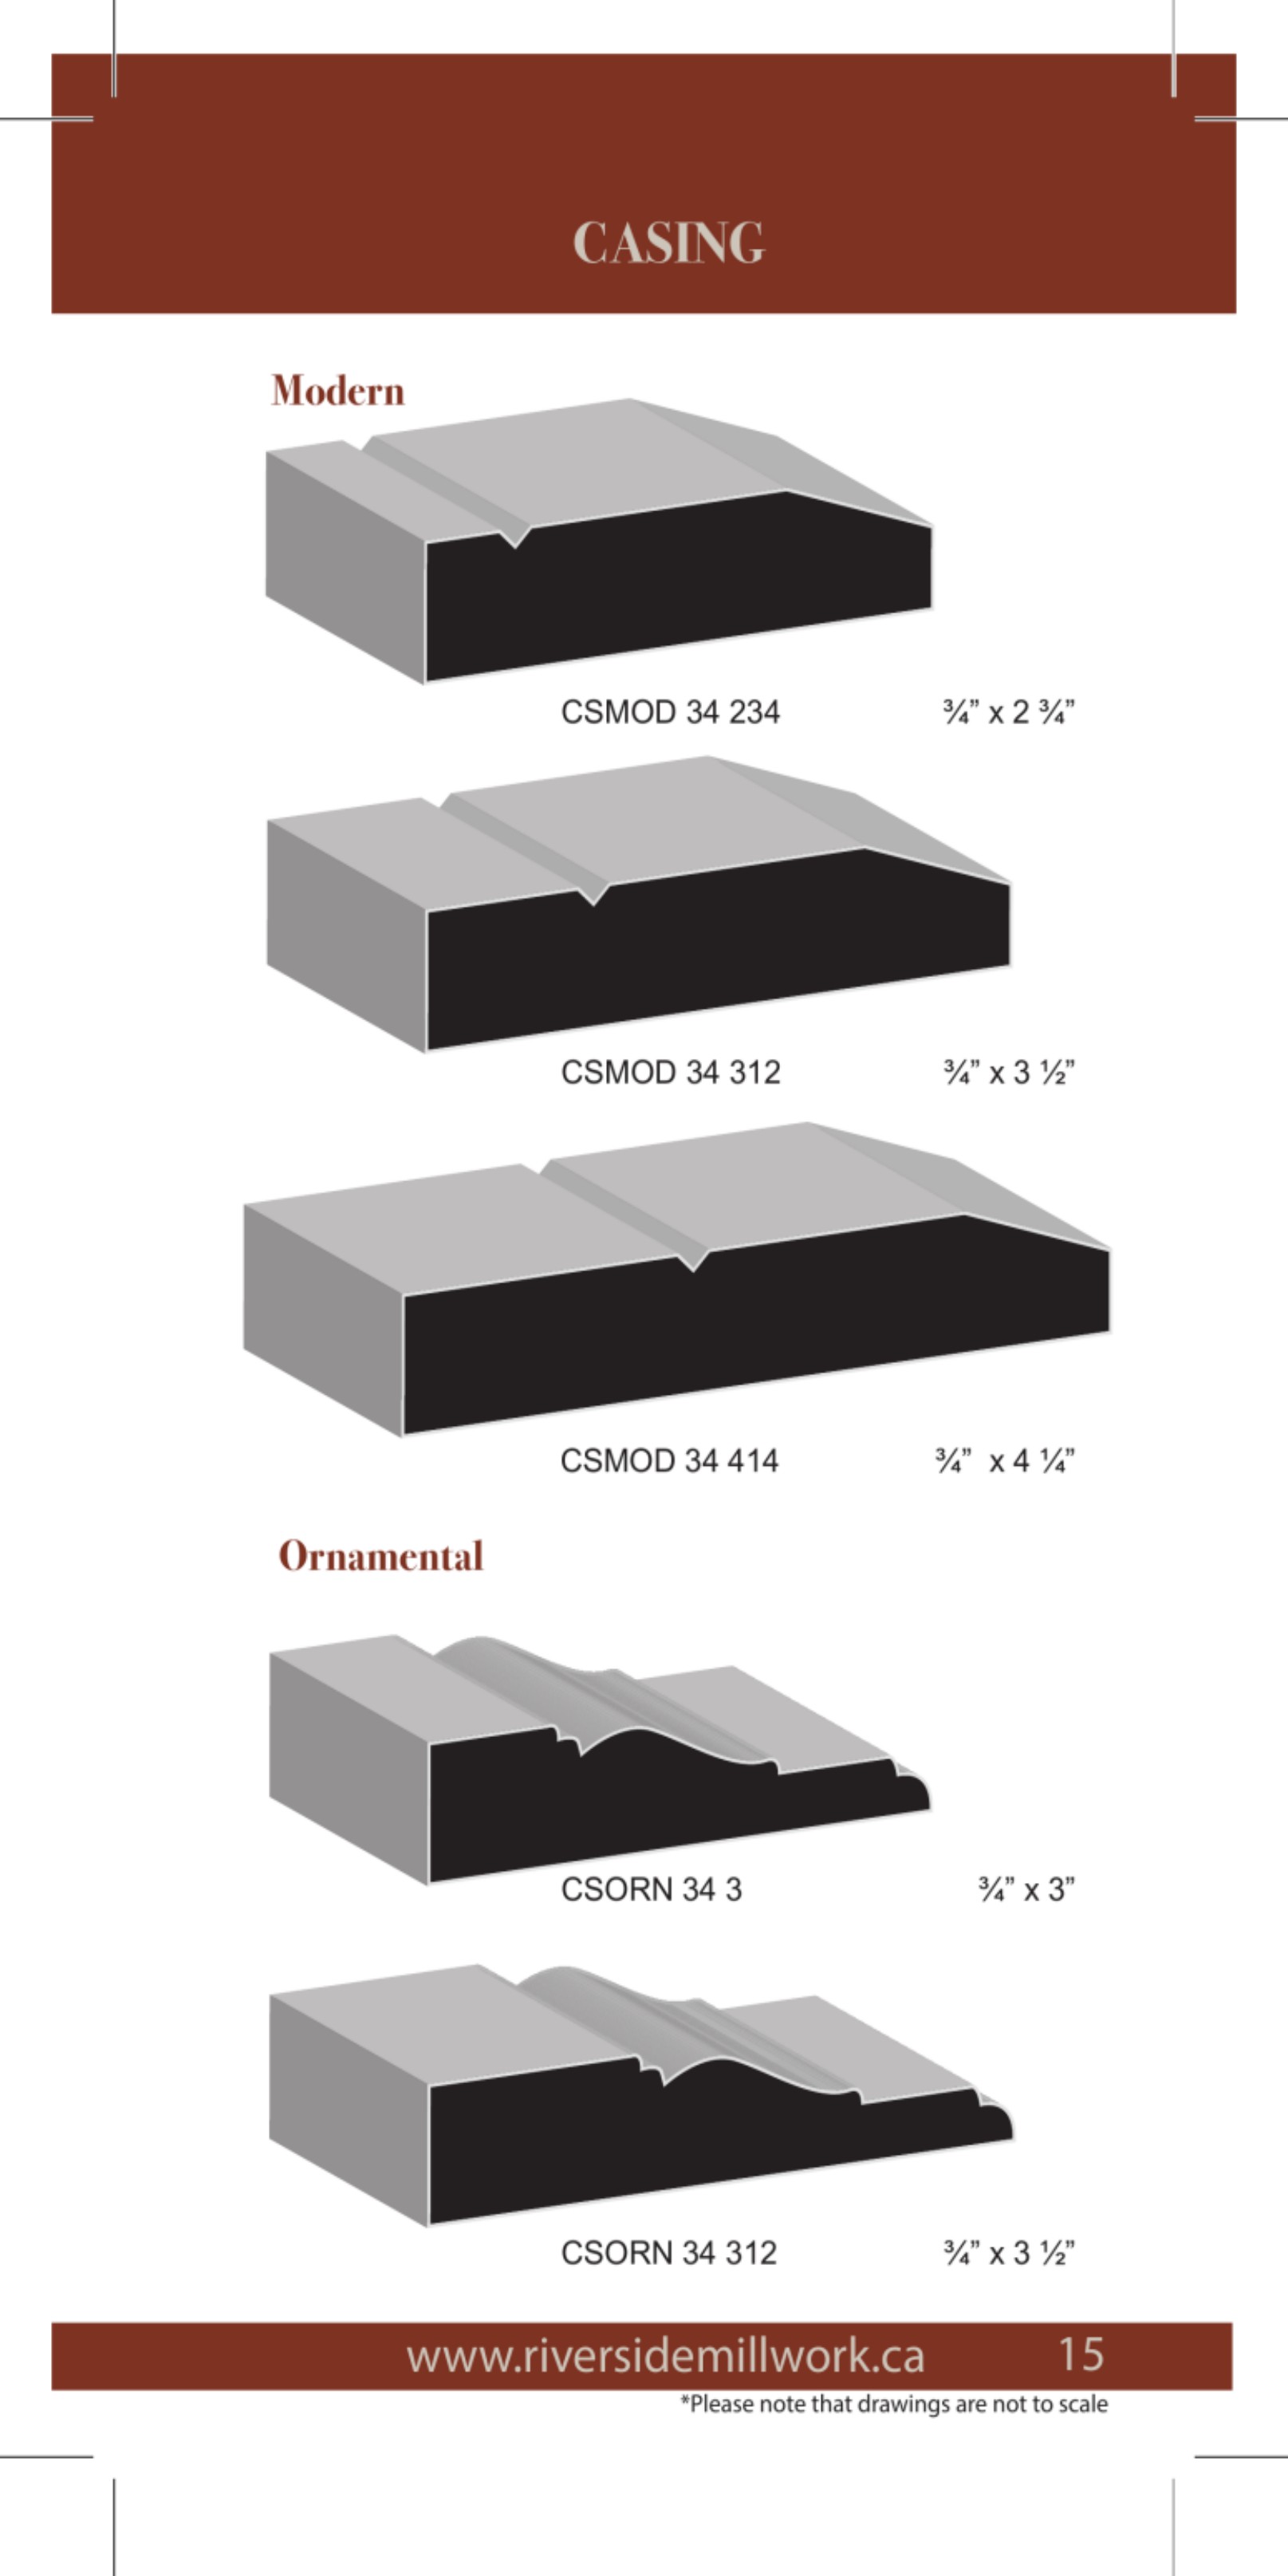 CASING
Modern
CSMOD 34 234 ¾” x 2 ¾”
CSMOD 34 312 ¾” x 3 ½”
CSMOD 34 414 ¾” x 4 ¼”
Ornamental
CSORN 34 3 ¾” x 3”
CSORN 34 312 ¾” x 3 ½”
www.riversidemillwork.ca 15
*Please note that drawings are not to scale